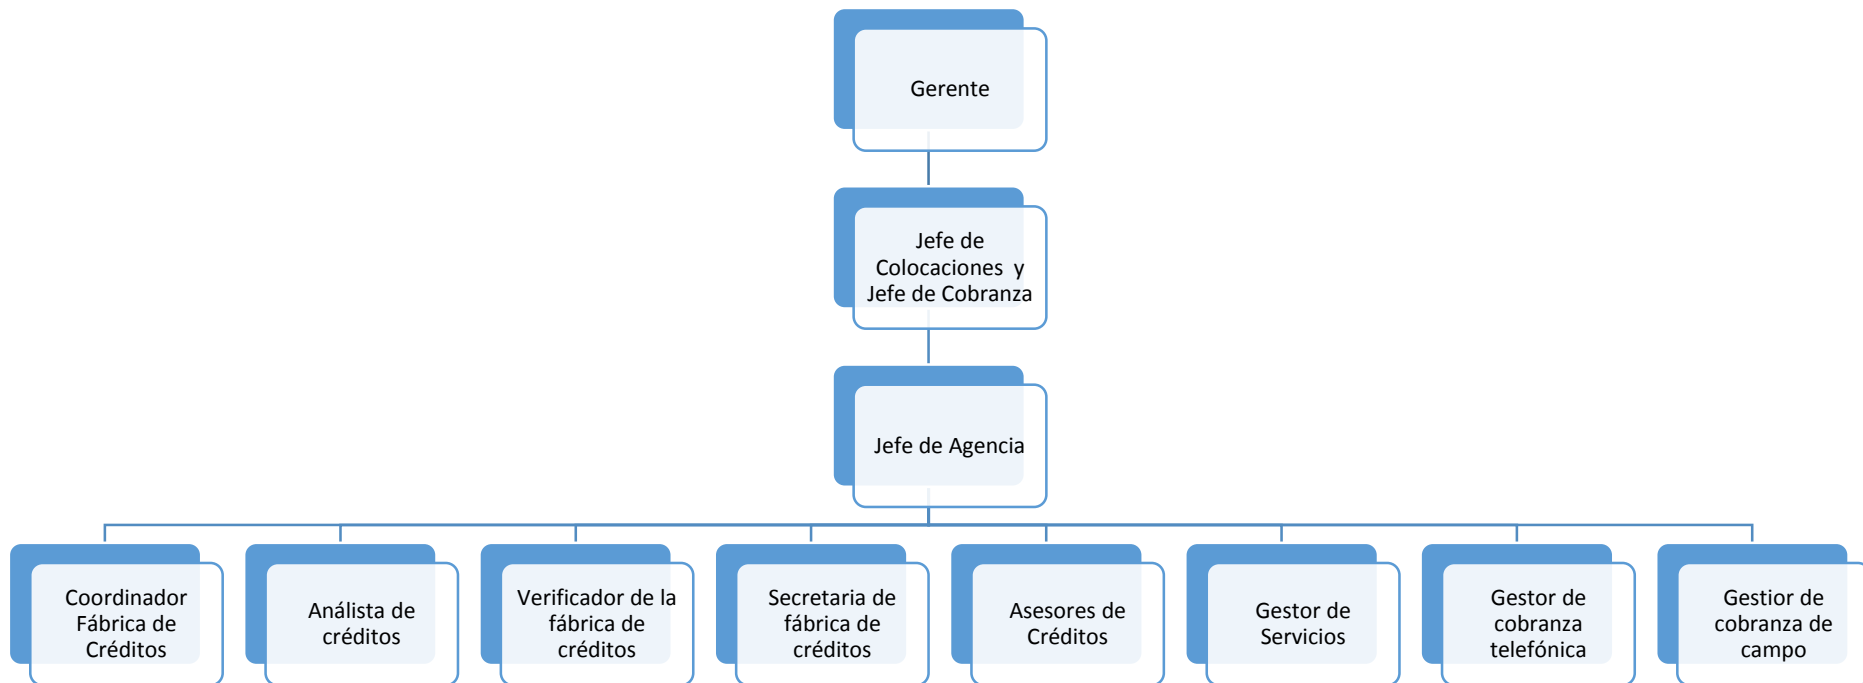 Gerente
Jefe de
Colocaciones y
Jefe de Cobranza
Jefe de Agencia
Coordinador
Fábrica de
Créditos
Análista de
créditos
Verificador de la
fábrica de
créditos
Secretaria de
fábrica de
créditos
Asesores de
Créditos
Gestor de
Servicios
Gestor de
cobranza
telefónica
Gestior de
cobranza de
campo